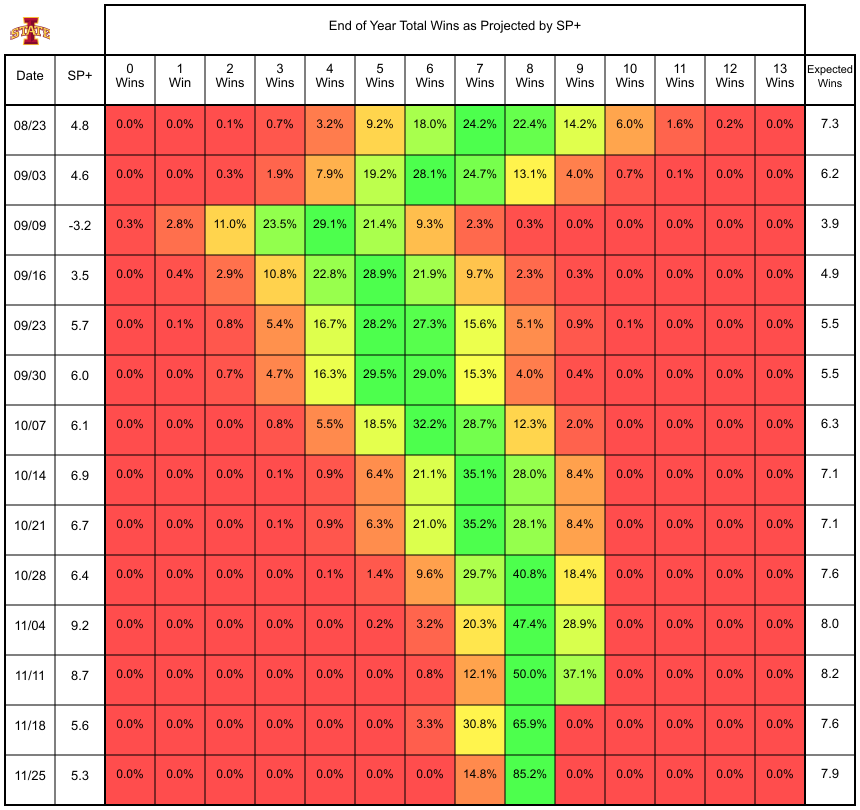 STATE
End of Year Total Wins as Projected by SP+
Date SP+ 0 Wins 1 Win 2 Wins 3 Wins 4 Wins 5 Wins 6 Wins 7 Wins 8 Wins 9 Wins 10 Wins 11 Wins 12 Wins 13 Wins Expected Wins
08/23 4.8 0.0% 0.0% 0.1% 0.7% 3.2% 9.2% 18.0% 24.2% 22.4% 14.2% 6.0% 1.6% 0.2% 0.0% 7.3
09/03 4.6 0.0% 0.0% 0.3% 1.9% 7.9% 19.2% 28.1% 24.7% 13.1% 4.0% 0.7% 0.1% 0.0% 0.0% 6.2
09/09 -3.2 0.3% 2.8% 11.0% 23.5% 29.1% 21.4% 9.3% 2.3% 0.3% 0.0% 0.0% 0.0% 0.0% 0.0% 3.9
09/16 3.5 0.0% 0.4% 2.9% 10.8% 22.8% 28.9% 21.9% 9.7% 2.3% 0.3% 0.0% 0.0% 0.0% 0.0% 4.9
09/23 5.7 0.0% 0.1% 0.8% 5.4% 16.7% 28.2% 27.3% 15.6% 5.1% 0.9% 0.1% 0.0% 0.0% 0.0% 5.5
09/30 6.0 0.0% 0.0% 0.7% 4.7% 16.3% 29.5% 29.0% 15.3% 4.0% 0.4% 0.0% 0.0% 0.0% 0.0% 5.5
10/07 6.1 0.0% 0.0% 0.0% 0.8% 5.5% 18.5% 32.2% 28.7% 12.3% 2.0% 0.0% 0.0% 0.0% 0.0% 6.3
10/14 6.9 0.0% 0.0% 0.0% 0.1% 0.9% 6.4% 21.1% 35.1% 28.0% 8.4% 0.0% 0.0% 0.0% 0.0% 7.1
10/21 6.7 0.0% 0.0% 0.0% 0.1% 0.9% 6.3% 21.0% 35.2% 28.1% 8.4% 0.0% 0.0% 0.0% 0.0% 7.1
10/28 6.4 0.0% 0.0% 0.0% 0.0% 0.1% 1.4% 9.6% 29.7% 40.8% 18.4% 0.0% 0.0% 0.0% 0.0% 7.6
11/04 9.2 0.0% 0.0% 0.0% 0.0% 0.0% 0.2% 3.2% 20.3% 47.4% 28.9% 0.0% 0.0% 0.0% 0.0% 8.0
11/11 8.7 0.0% 0.0% 0.0% 0.0% 0.0% 0.0% 0.8% 12.1% 50.0% 37.1% 0.0% 0.0% 0.0% 0.0% 8.2
11/18 5.6 0.0% 0.0% 0.0% 0.0% 0.0% 0.0% 3.3% 30.8% 65.9% 0.0% 0.0% 0.0% 0.0% 0.0% 7.6
11/25 5.3 0.0% 0.0% 0.0% 0.0% 0.0% 0.0% 0.0% 14.8% 85.2% 0.0% 0.0% 0.0% 0.0% 0.0% 7.9